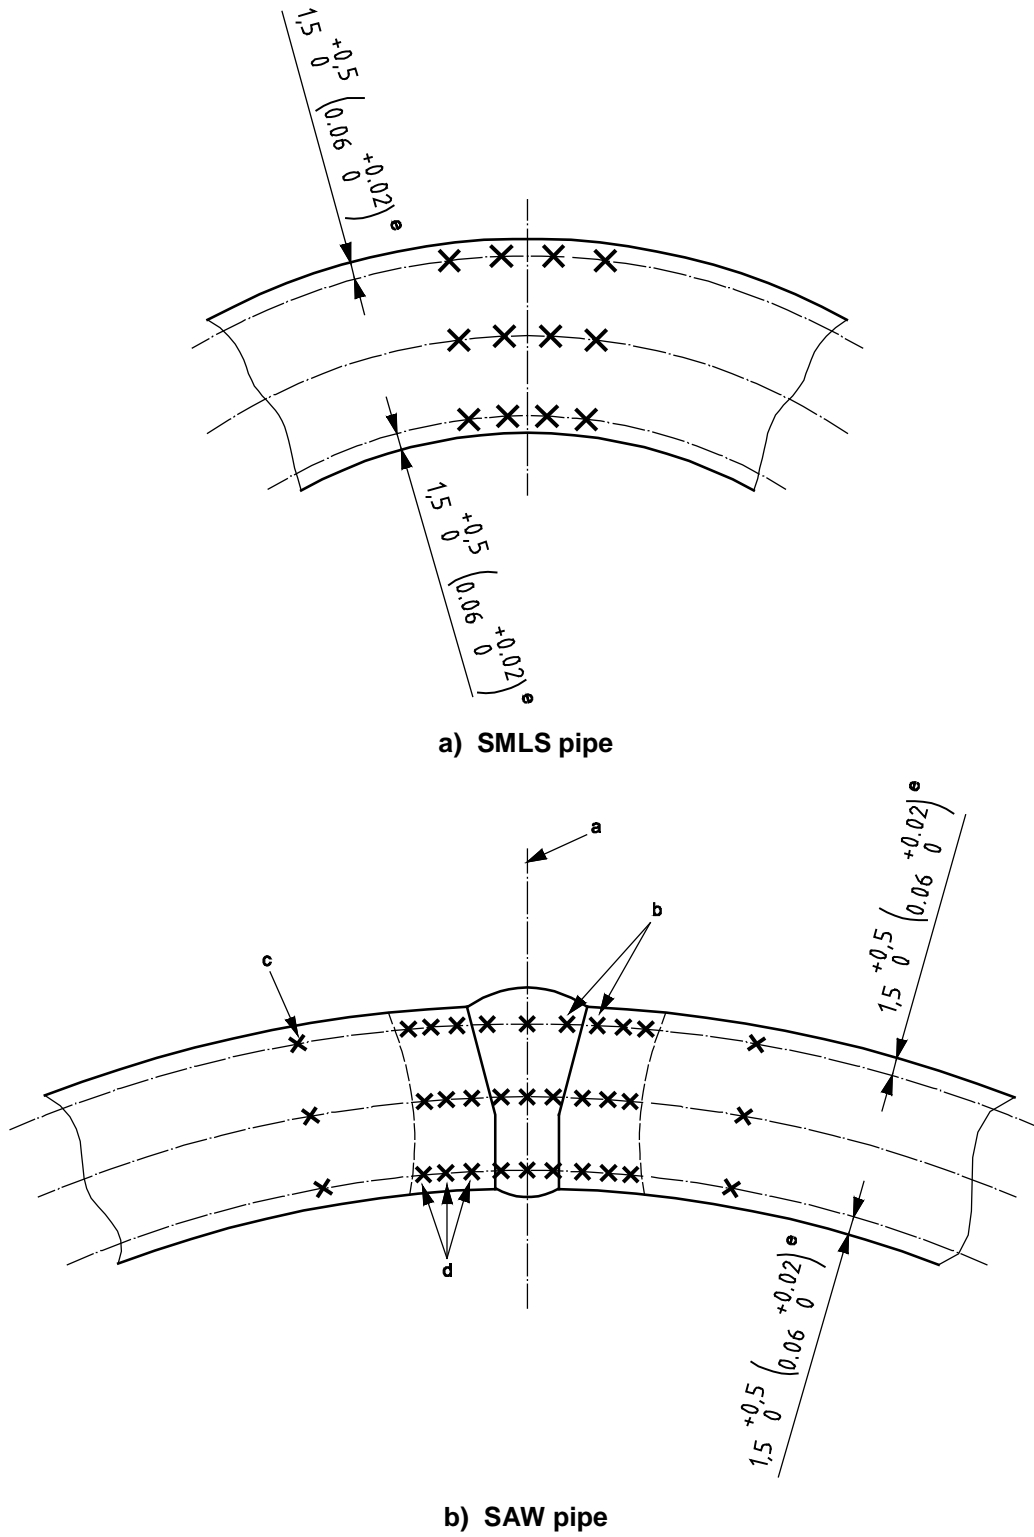 1,5 +0,5 0 (0.06 +0.02 0) e
1,5 +0,5 0 (0.06 +0.02 0) e
a) SMLS pipe
1,5 +0,5 0 (0.06 +0.02 0) e
a
b
c
d
1,5 +0,5 0 (0.06 +0.02 0) e
b) SAW pipe